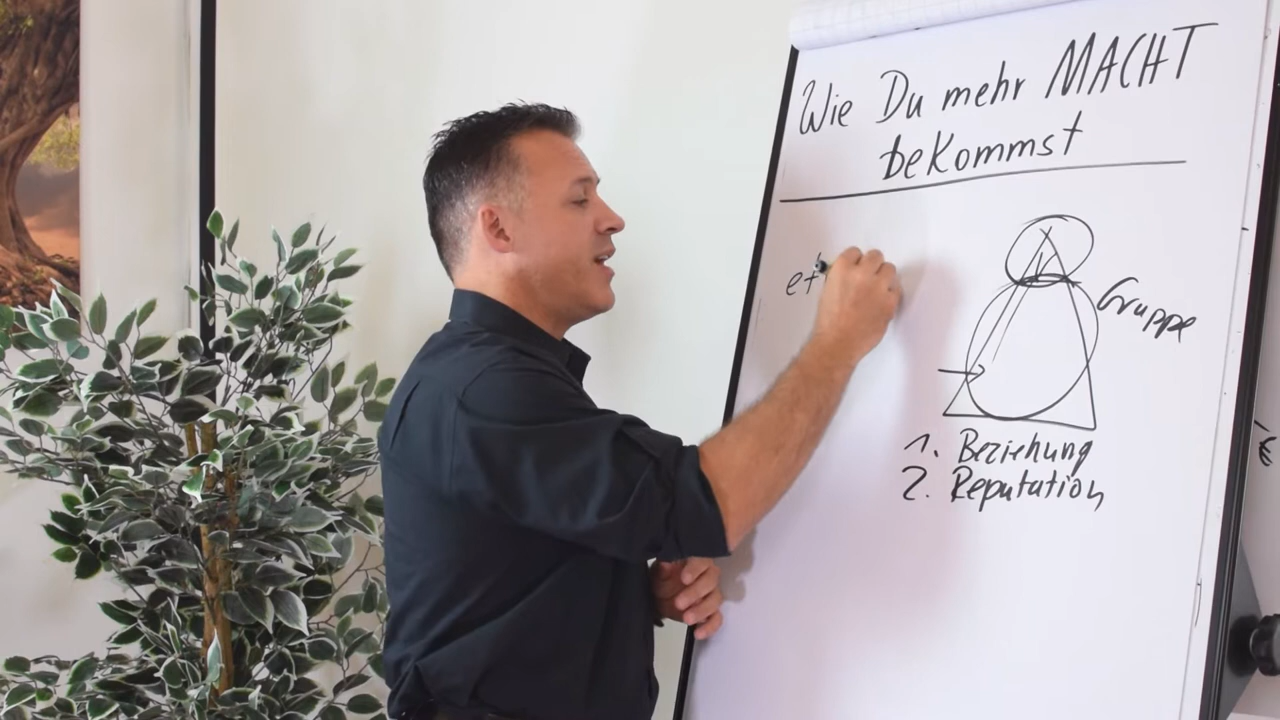 Wie Du mehr MACHT
bekommst
Gruppe
1. Beziehung
2. Reputation